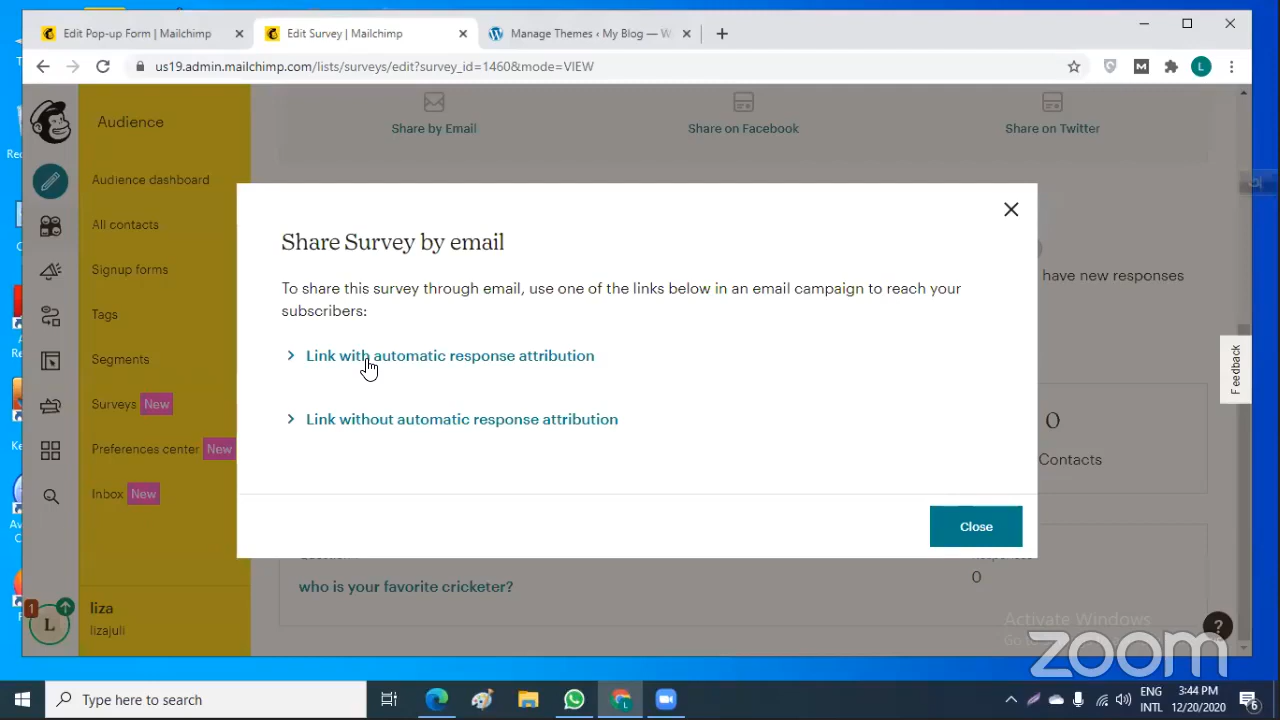 Edit Pop-up Form | Mailchimp
Edit Survey | Mailchimp
Manage Themes ‹ My Blog — W
us19.admin.mailchimp.com/lists/surveys/edit?survey_id=1460&mode=VIEW
M
L
Audience
Audience dashboard
All contacts
Signup forms
Tags
Segments
Surveys New
Preferences center New
Inbox New
1
L
liza
lizajuli
Share by Email
Share on Facebook
Share on Twitter
Share Survey by email
To share this survey through email, use one of the links below in an email campaign to reach your
subscribers:
Link with automatic response attribution
Link without automatic response attribution
Close
have new responses
0
Contacts
who is your favorite cricketer?
0
Feedback
?
Activate Windows
zoom
Type here to search
ENG
INTL
3:44 PM
12/20/2020
6